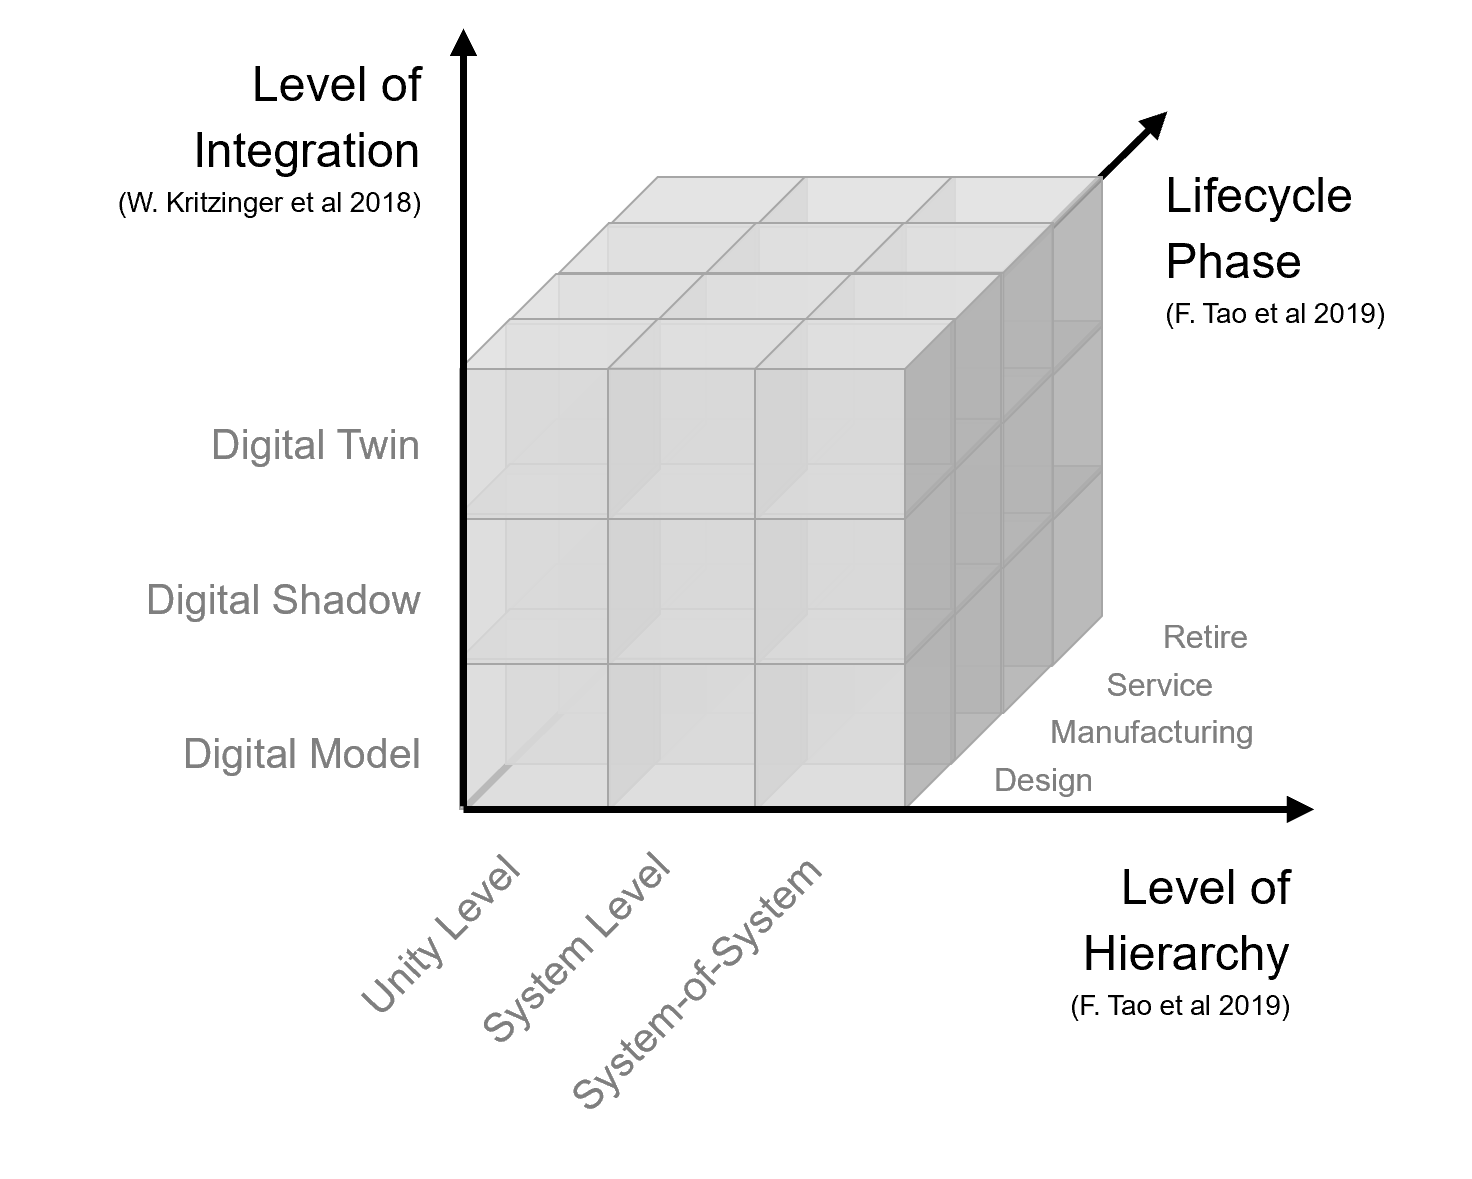 Level of
Integration
(W. Kritzinger et al 2018)
Lifecycle
Phase
(F. Tao et al 2019)
Digital Twin
Digital Shadow
Digital Model
Retire
Service
Manufacturing
Design
Unity Level
System Level
System-of-System
Level of
Hierarchy
(F. Tao et al 2019)